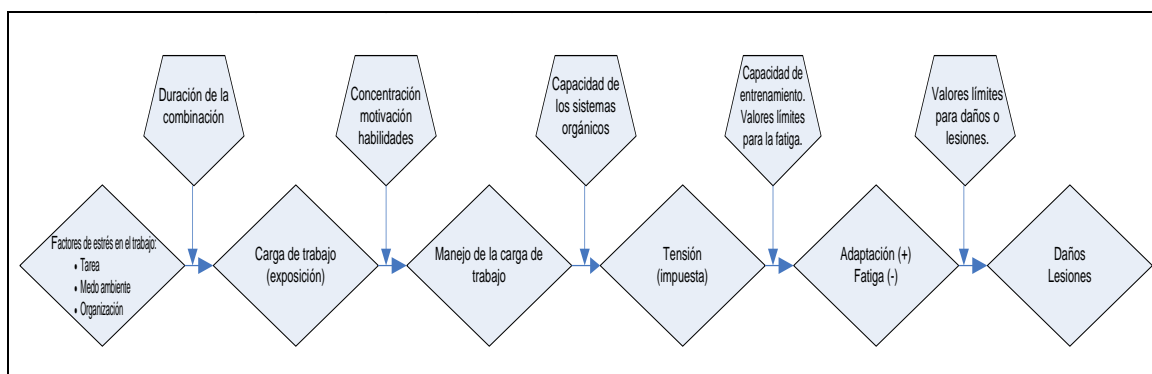 Duración de la
combinación
Concentración
motivación
habilidades
Capacidad de
los sistemas
orgánicos
Capacidad de
entrenamiento.
Valores límites
para la fatiga.
Valores límites
para daños o
lesiones.
Factores de estrés en el trabajo:
• Tarea
• Medo ambiente
• Organización
Carga de trabajo
(exposición)
Manejo de la carga de
trabajo
Tensión
(impuesta)
Adaptación (+)
Fatiga (-)
Daños
Lesiones